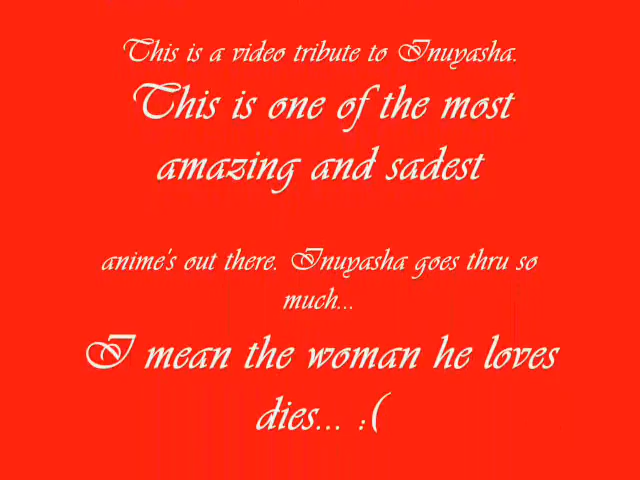 This is a video tribute to Inuyasha.
This is one of the most
amazing and sadest
anime's out there. Inuyasha goes thru so
much...
I mean the woman he loves
dies... :(